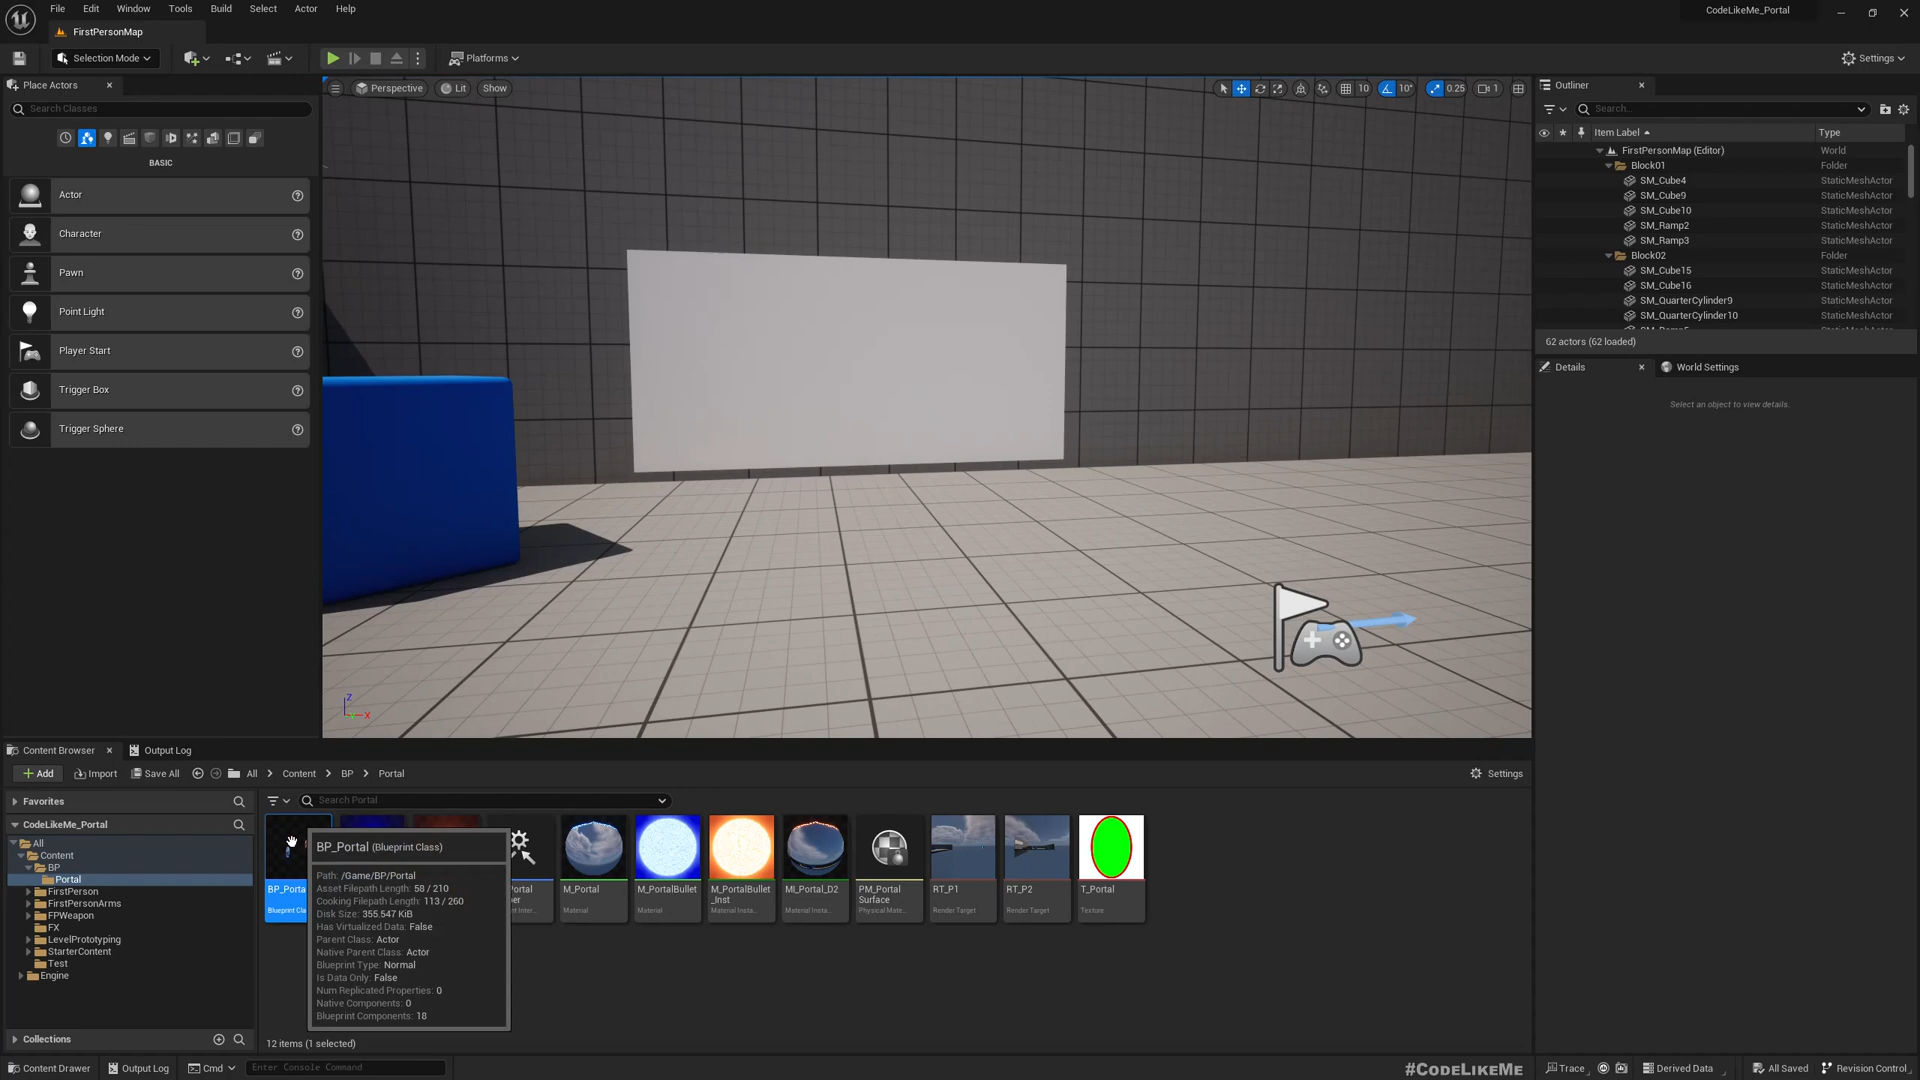 File Edit Window Tools Build Select Actor Help
CodeLikeMe_Portal
FirstPersonMap
Selection Mode
Platforms
Settings
Place Actors
Search Classes
BASIC
Actor
Character
Pawn
Point Light
Player Start
Trigger Box
Trigger Sphere
Perspective Lit Show
10 10° 0.25 1
Z X
Outliner
Search...
Item Label Type
FirstPersonMap (Editor) World
Block01 Folder
SM_Cube4 StaticMeshActor
SM_Cube9 StaticMeshActor
SM_Cube10 StaticMeshActor
SM_Ramp2 StaticMeshActor
SM_Ramp3 StaticMeshActor
Block02 Folder
SM_Cube15 StaticMeshActor
SM_Cube16 StaticMeshActor
SM_QuarterCylinder9 StaticMeshActor
SM_QuarterCylinder10 StaticMeshActor
62 actors (62 loaded)
Details World Settings
Select an object to view details.
Content Browser Output Log
Add Import Save All All Content BP Portal Settings
Favorites
CodeLikeMe_Portal
All
Content
BP
Portal
FirstPerson
FirstPersonArms
FPWeapon
FX
LevelPrototyping
StarterContent
Test
Engine
Collections
Search Portal
BP_Porta
Blueprint Cla
M_Portal
Material
M_PortalBullet
Material
M_PortalBullet
_Inst
Material Insta...
MI_Portal_D2
Material Insta...
PM_Portal
Surface
Physical Mate...
RT_P1
Render Target
RT_P2
Render Target
T_Portal
Texture
BP_Portal (Blueprint Class)
Path: /Game/BP/Portal
Asset Filepath Length: 58 / 210
Cooking Filepath Length: 113 / 260
Disk Size: 355.547 KiB
Has Virtualized Data: False
Parent Class: Actor
Native Parent Class: Actor
Blueprint Type: Normal
Is Data Only: False
Num Replicated Properties: 0
Native Components: 0
Blueprint Components: 18
12 items (1 selected)
Content Drawer Output Log Cmd Enter Console Command
#CODELIKEME
Trace Derived Data All Saved Revision Control